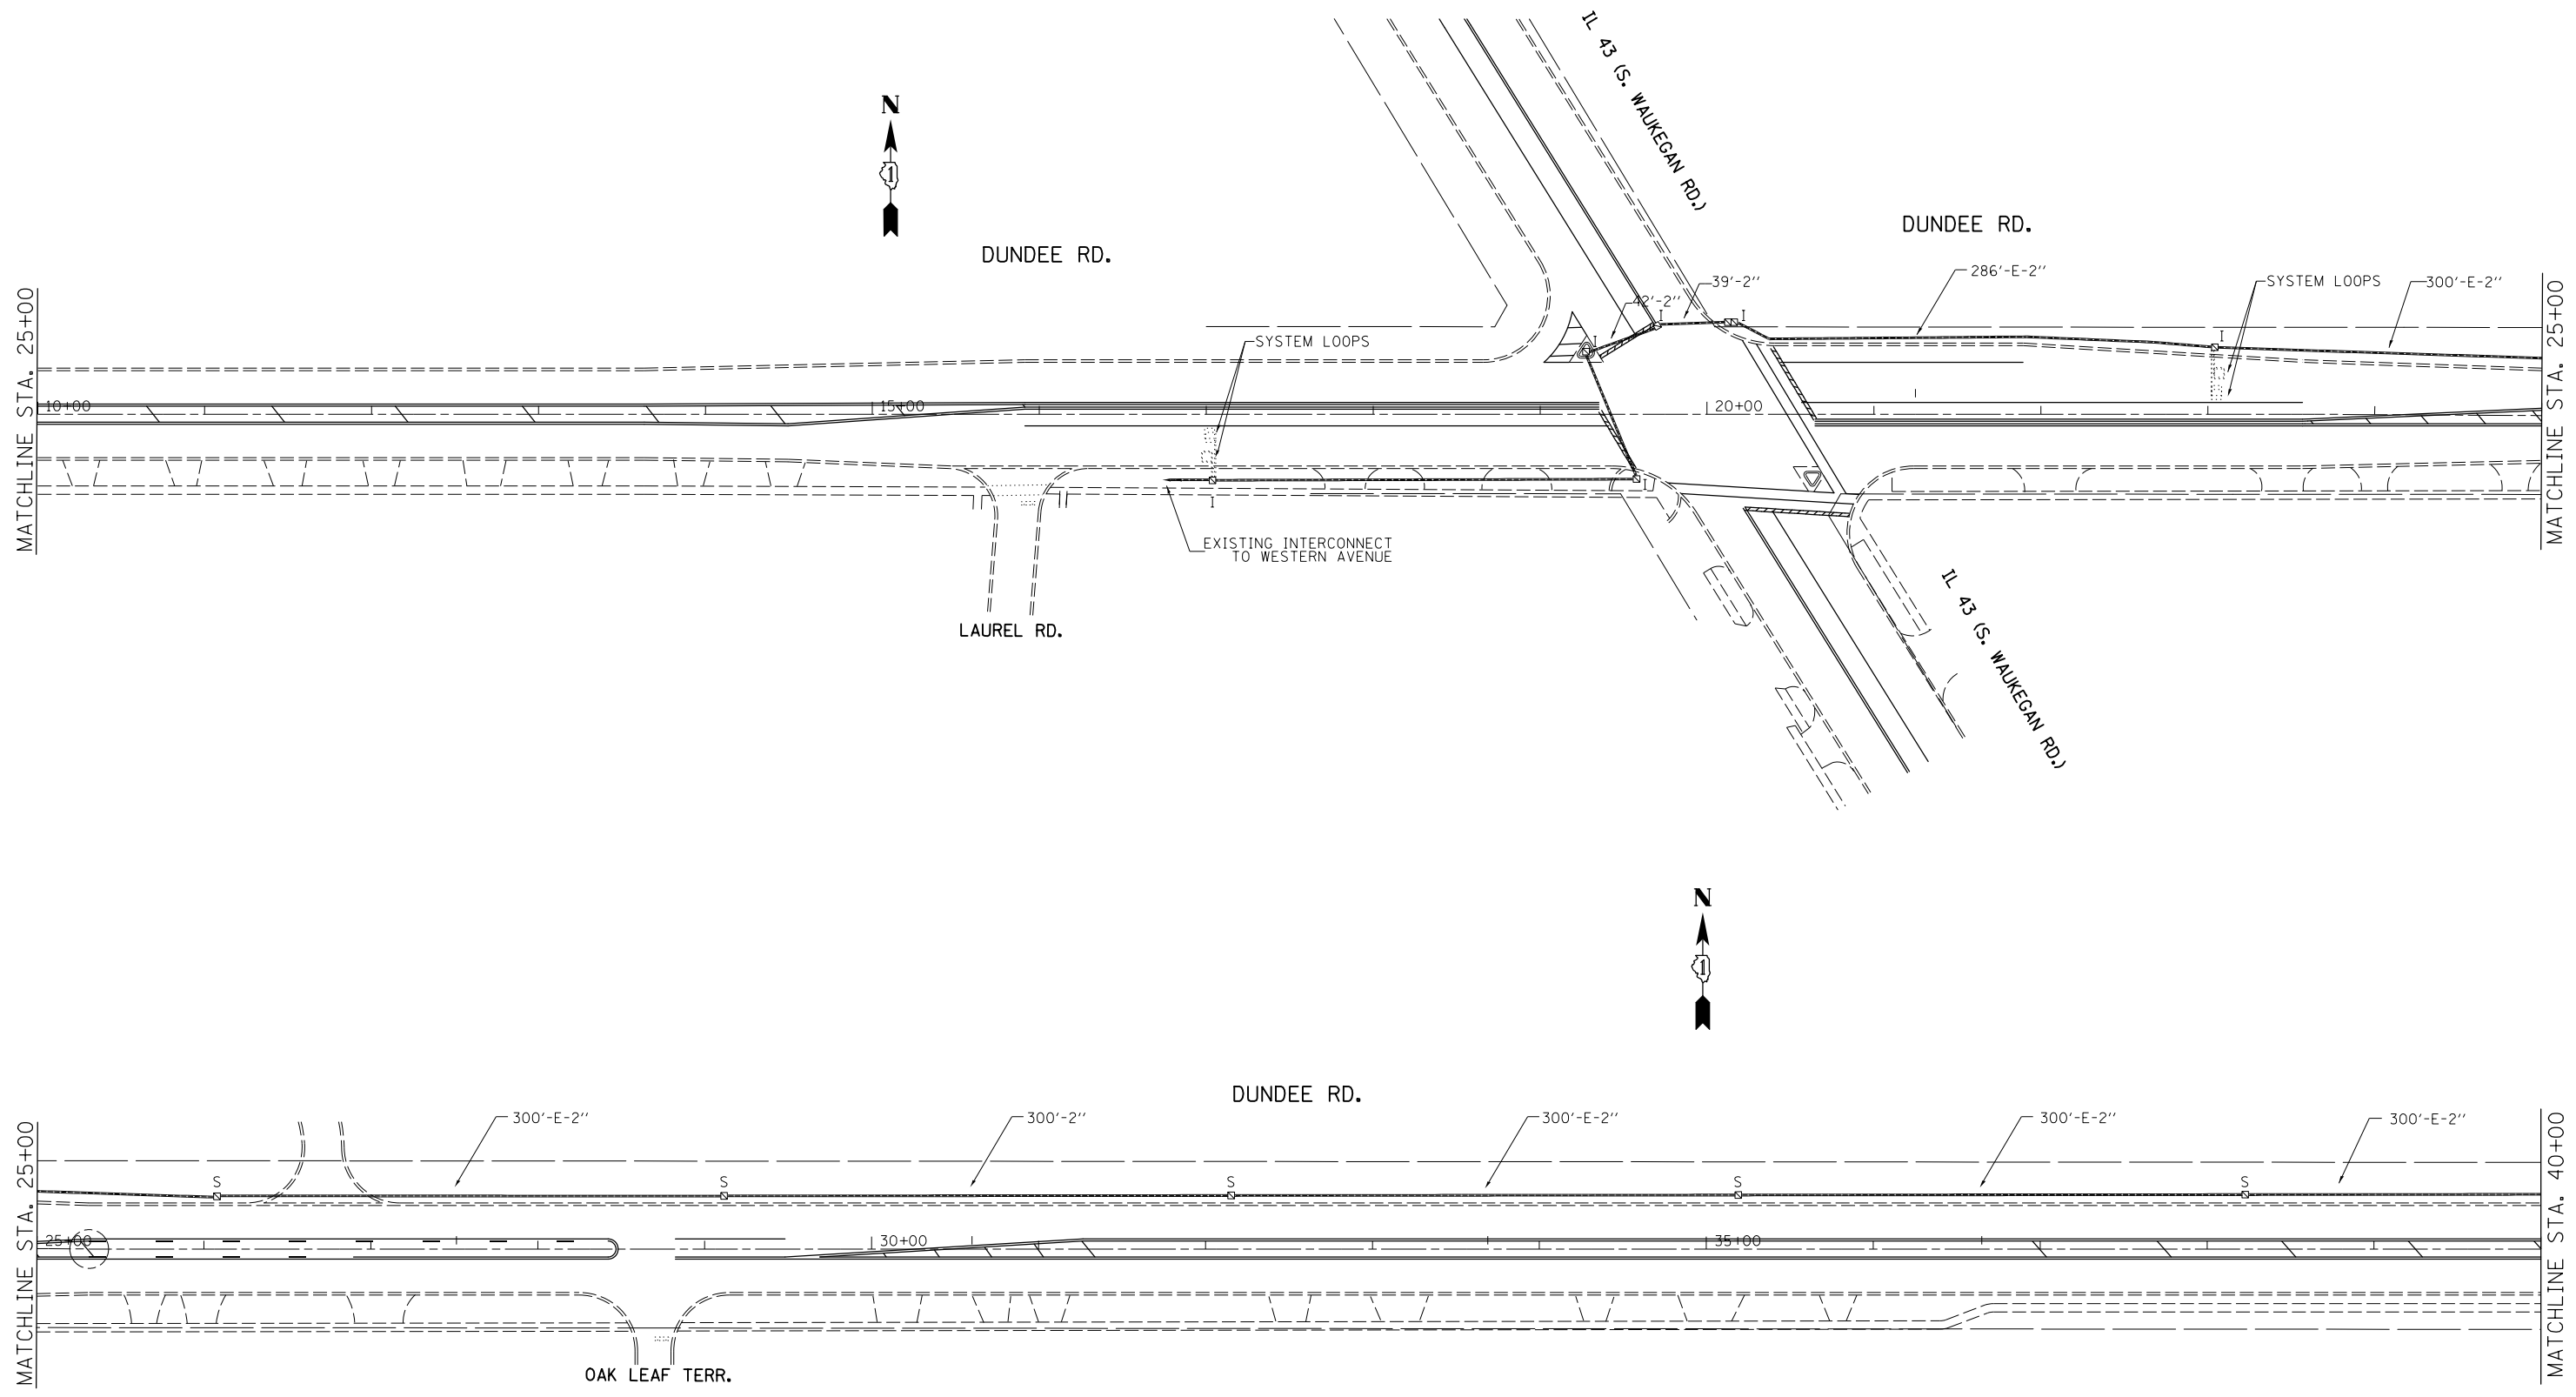 IL 43 (S. WAUKEGAN RD.)
N
1
DUNDEE RD.
DUNDEE RD.
286'-E-2''
39'-2''
SYSTEM LOOPS
300'-E-2''
42'-2''
MATCHLINE STA. 25+00
MATCHLINE STA. 25+00
I
I
I
I
SYSTEM LOOPS
10+00
15+00
20+00
I
I
EXISTING INTERCONNECT
TO WESTERN AVENUE
LAUREL RD.
IL 43 (S. WAUKEGAN RD.)
N
1
DUNDEE RD.
300'-E-2''
300'-2''
300'-E-2''
300'-E-2''
300'-E-2''
MATCHLINE STA. 25+00
MATCHLINE STA. 40+00
S
S
S
S
S
25+00
30+00
35+00
OAK LEAF TERR.